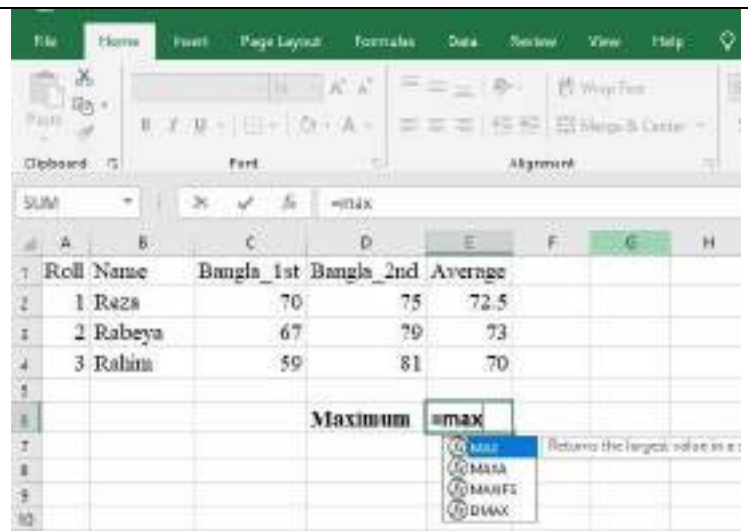 File Home Insert Page Layout Formulas Data Review View Help
Paste Wrap Text
B I U A Merge & Center
Clipboard Font Alignment
SUM fx =max
A B C D E F G H
1 Roll Name Bangla_1st Bangla_2nd Average
2 1 Reza 70 75 72.5
3 2 Rabeya 67 79 73
4 3 Rahim 59 81 70
5
6 Maximum =max
7 MAX Returns the largest value in a
8 MAXA
9 MAXIFS
10 DMAX